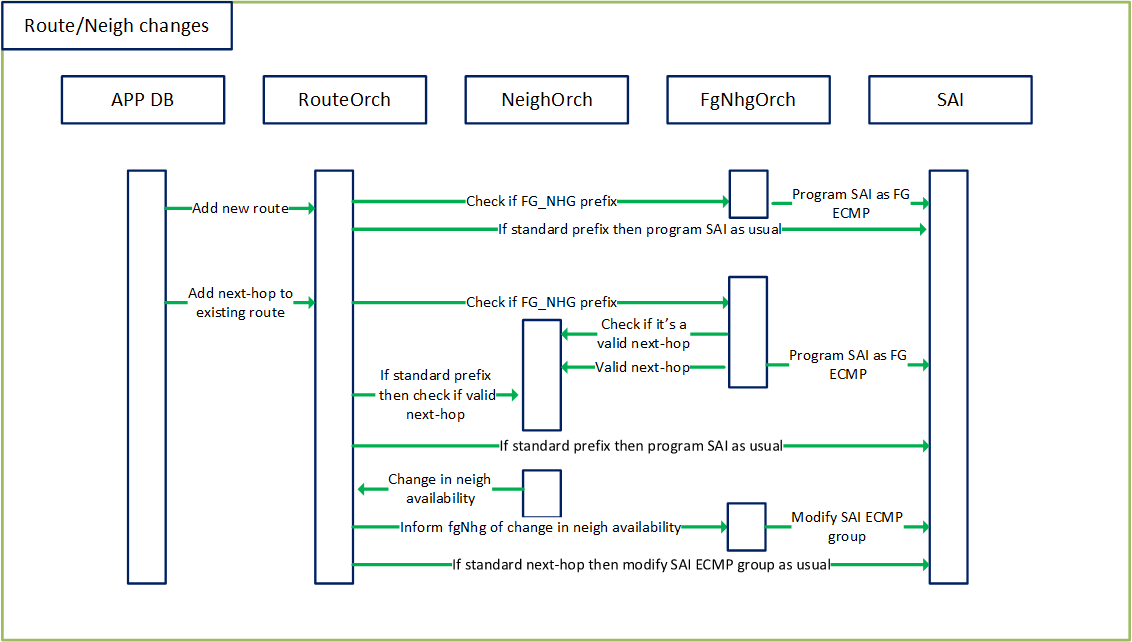 Route/Neigh changes
APP DB
RouteOrch
NeighOrch
FgNhgOrch
SAI
Add new route
Check if FG_NHG prefix
Program SAI as FG
ECMP
If standard prefix then program SAI as usual
Add next-hop to
existing route
Check if FG_NHG prefix
Check if it’s a
valid next-hop
Valid next-hop
Program SAI as FG
ECMP
If standard prefix
then check if valid
next-hop
If standard prefix then program SAI as usual
Change in neigh
availability
Inform fgNhg of change in neigh availability
Modify SAI ECMP
group
If standard next-hop then modify SAI ECMP group as usual